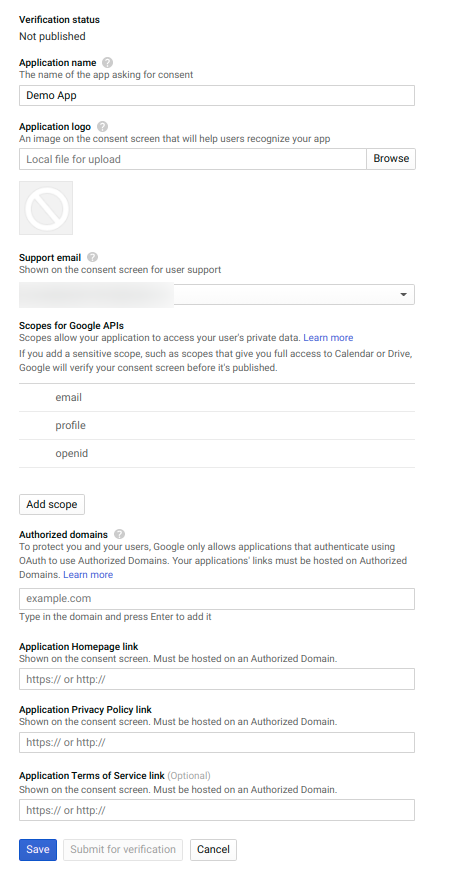 Verification status
Not published
Application name ?
The name of the app asking for consent
Demo App
Application logo ?
An image on the consent screen that will help users recognize your app
Local file for upload Browse
Support email ?
Shown on the consent screen for user support
Scopes for Google APIs
Scopes allow your application to access your user's private data. Learn more
If you add a sensitive scope, such as scopes that give you full access to Calendar or Drive,
Google will verify your consent screen before it's published.
email
profile
openid
Add scope
Authorized domains ?
To protect you and your users, Google only allows applications that authenticate using
OAuth to use Authorized Domains. Your applications' links must be hosted on Authorized
Domains. Learn more
example.com
Type in the domain and press Enter to add it
Application Homepage link
Shown on the consent screen. Must be hosted on an Authorized Domain.
https:// or http://
Application Privacy Policy link
Shown on the consent screen. Must be hosted on an Authorized Domain.
https:// or http://
Application Terms of Service link (Optional)
Shown on the consent screen. Must be hosted on an Authorized Domain.
https:// or http://
Save Submit for verification Cancel